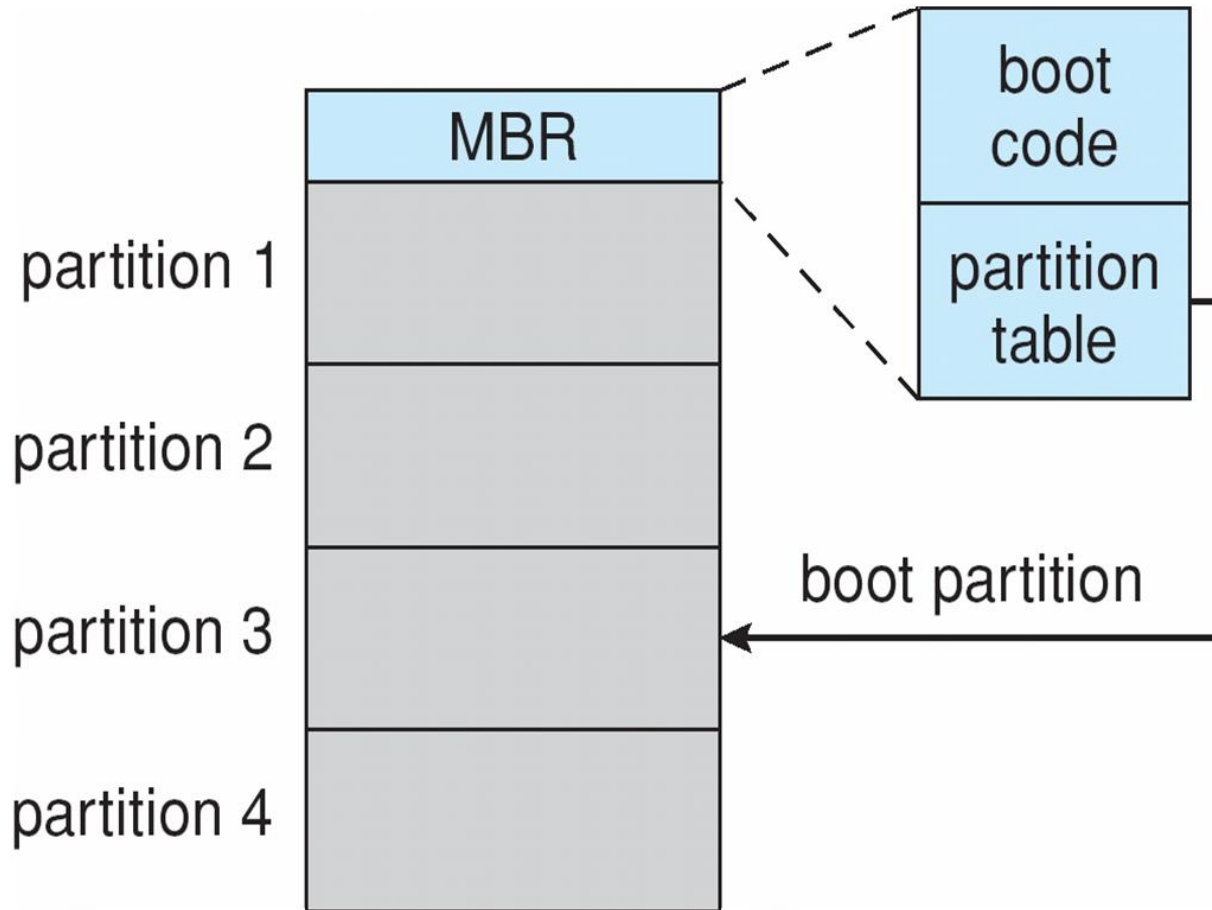 MBR
boot
code
partition
table
partition 1
partition 2
boot partition
partition 3
partition 4